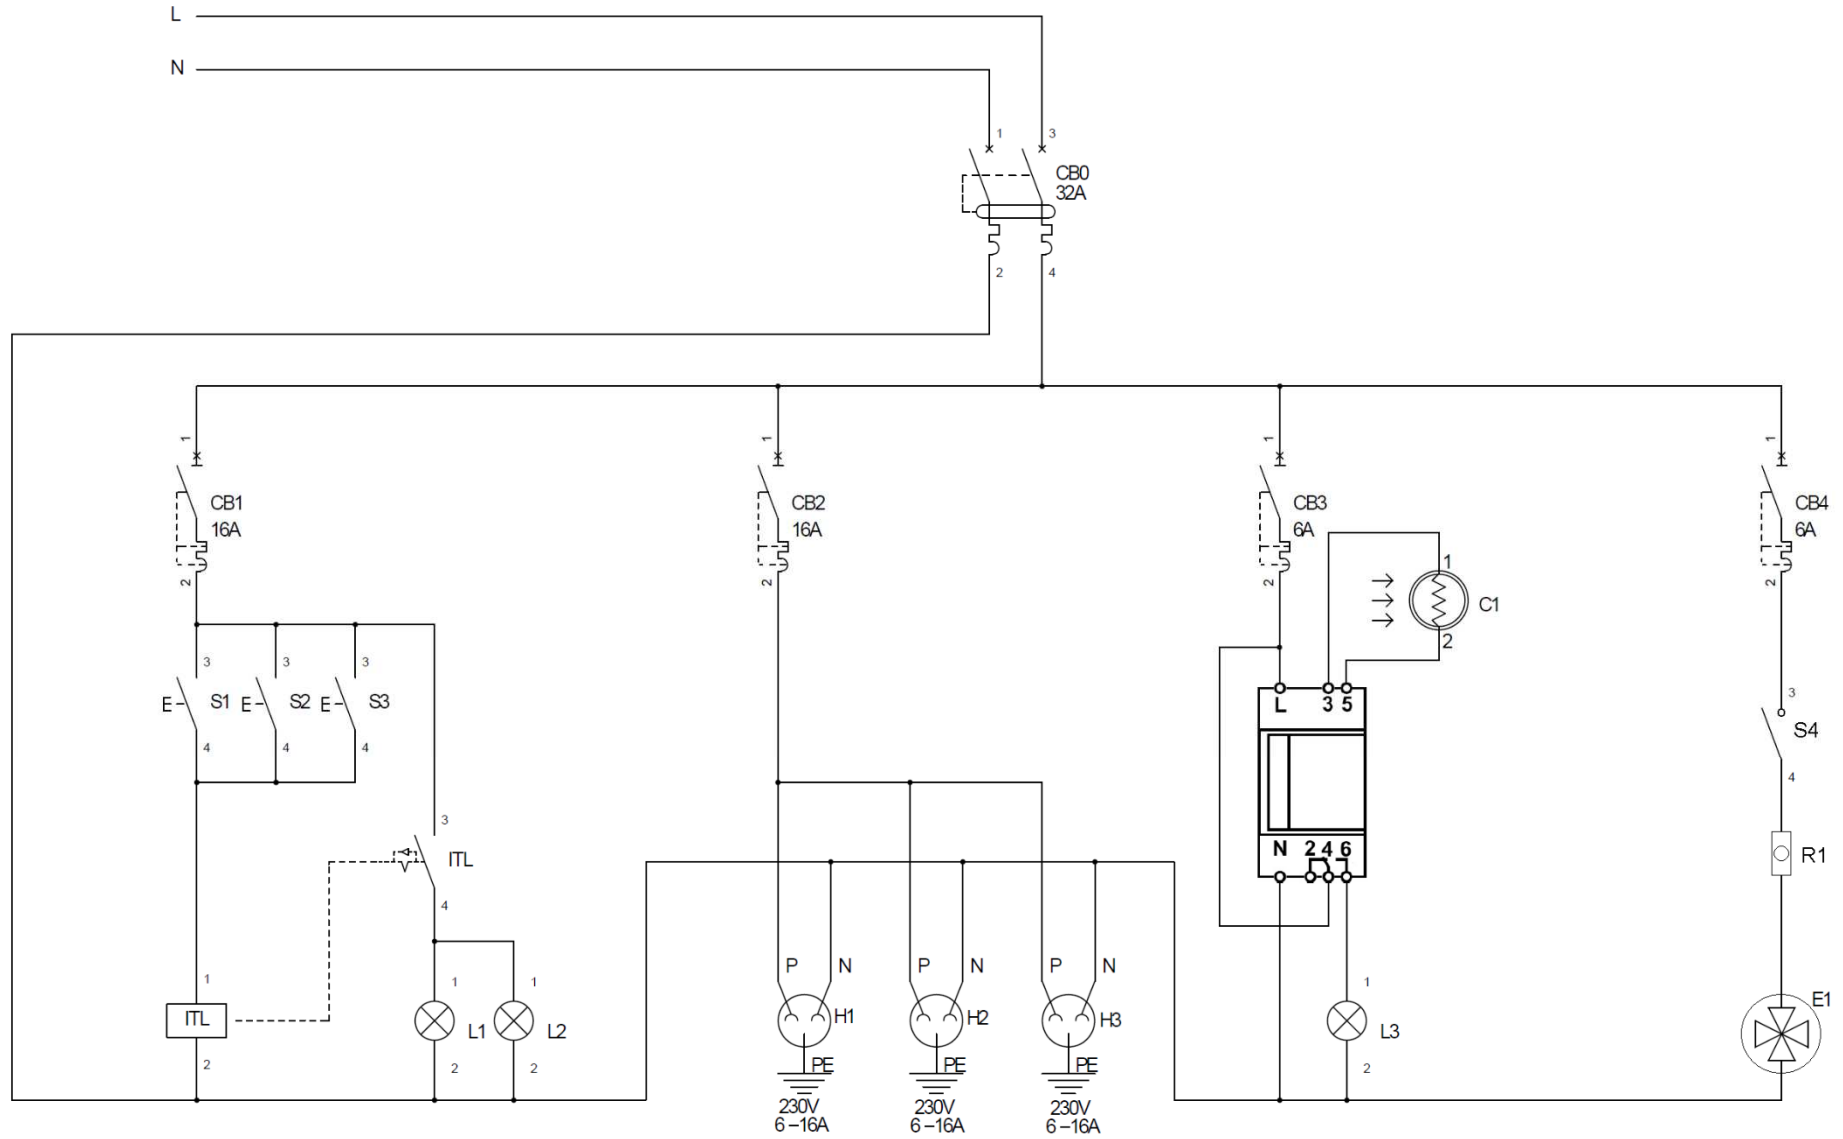 L
N
1 3
CB0
32A
2 4
1 1 1 1
CB1 CB2 CB3 CB4
16A 16A 6A 6A
2 2 2 2
1
C1
2
3 3 3
E S1 E S2 E S3
4 4 4
L 3 5
3
S4
4
3
ITL
4
N 2 4 6
R1
1 1 1 1
P N P N P N
ITL L1 L2 H1 H2 H3 L3 E1
2 2 2 2
PE PE PE
230V 230V 230V
6–16A 6–16A 6–16A